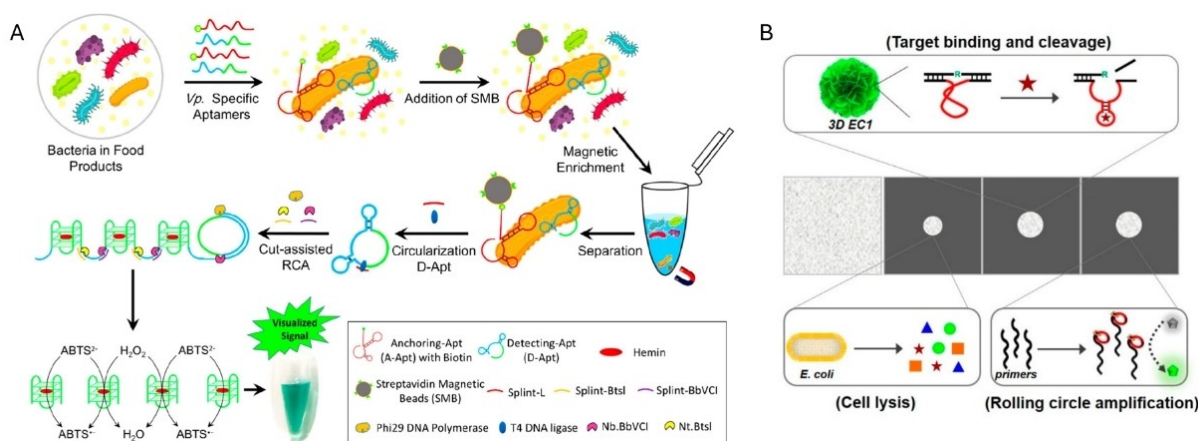 A
Bacteria in Food
Products
Vp. Specific
Aptamers
Addition of SMB
Magnetic
Enrichment
Separation
Circularization
D-Apt
Cut-assisted
RCA
ABTS²⁻
H₂O₂
ABTS²⁻
ABTS•⁻
H₂O
ABTS•⁻
Visualized
Signal
Anchoring-Apt
(A-Apt) with Biotin
Detecting-Apt
(D-Apt)
Hemin
Streptavidin Magnetic
Beads (SMB)
Splint-L
Splint-BtsI
Splint-BbVCI
Phi29 DNA Polymerase
T4 DNA ligase
Nb.BbVCI
Nt.BtsI
B
(Target binding and cleavage)
R
R
3D EC1
E. coli
(Cell lysis)
primers
(Rolling circle amplification)